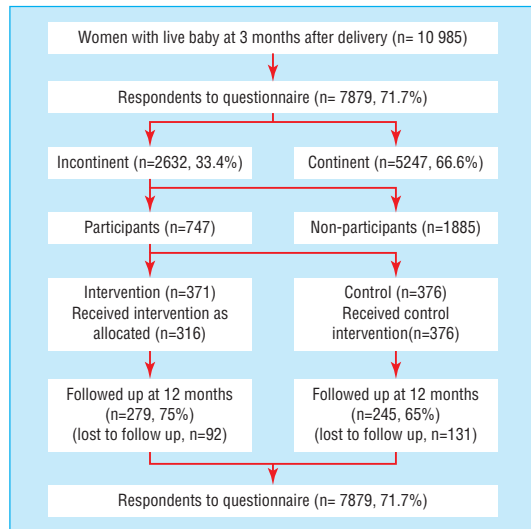 Women with live baby at 3 months after delivery (n= 10 985)
Respondents to questionnaire (n= 7879, 71.7%)
Incontinent (n=2632, 33.4%)
Continent (n=5247, 66.6%)
Participants (n=747)
Non-participants (n=1885)
Intervention (n=371)
Received intervention as
allocated (n=316)
Control (n=376)
Received control
intervention(n=376)
Followed up at 12 months
(n=279, 75%)
(lost to follow up, n=92)
Followed up at 12 months
(n=245, 65%)
(lost to follow up, n=131)
Respondents to questionnaire (n= 7879, 71.7%)